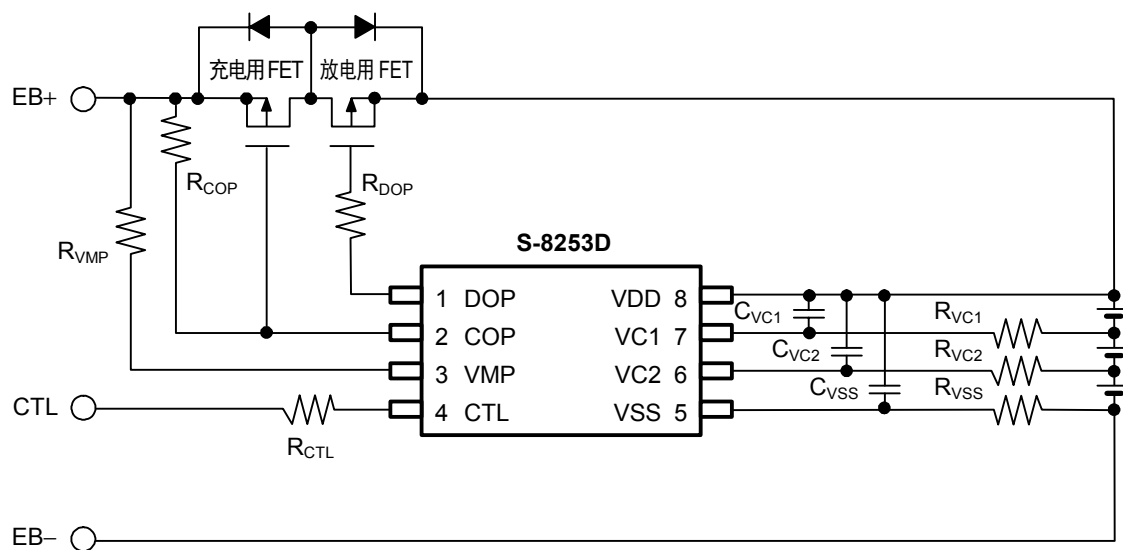 充电用FET 放电用FET
EB+
RCOP
RDOP
RVMP
S-8253D
1 DOP VDD 8
2 COP VC1 7
3 VMP VC2 6
4 CTL VSS 5
CVC1
CVC2
CVSS
RVC1
RVC2
RVSS
CTL
RCTL
EB−